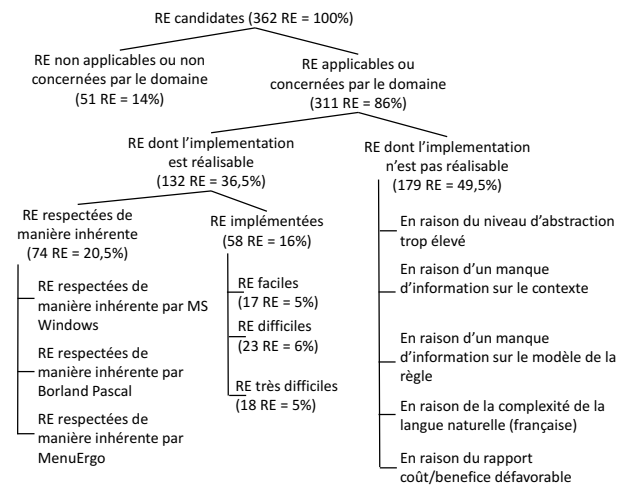 RE candidates (362 RE = 100%)
RE non applicables ou non
concernées par le domaine
(51 RE = 14%)
RE applicables ou
concernées par le domaine
(311 RE = 86%)
RE dont l'implementation
est réalisable
(132 RE = 36,5%)
RE dont l'implementation
n'est pas réalisable
(179 RE = 49,5%)
RE respectées de
manière inhérente
(74 RE = 20,5%)
RE respectées de
manière inhérente par MS
Windows
RE respectées de
manière inhérente par
Borland Pascal
RE respectées de
manière inhérente par
MenuErgo
RE implémentées
(58 RE = 16%)
RE faciles
(17 RE = 5%)
RE difficiles
(23 RE = 6%)
RE très difficiles
(18 RE = 5%)
En raison du niveau d'abstraction
trop élevé
En raison d'un manque
d'information sur le contexte
En raison d'un manque
d'information sur le modèle de la
règle
En raison de la complexité de la
langue naturelle (française)
En raison du rapport
coût/benefice défavorable